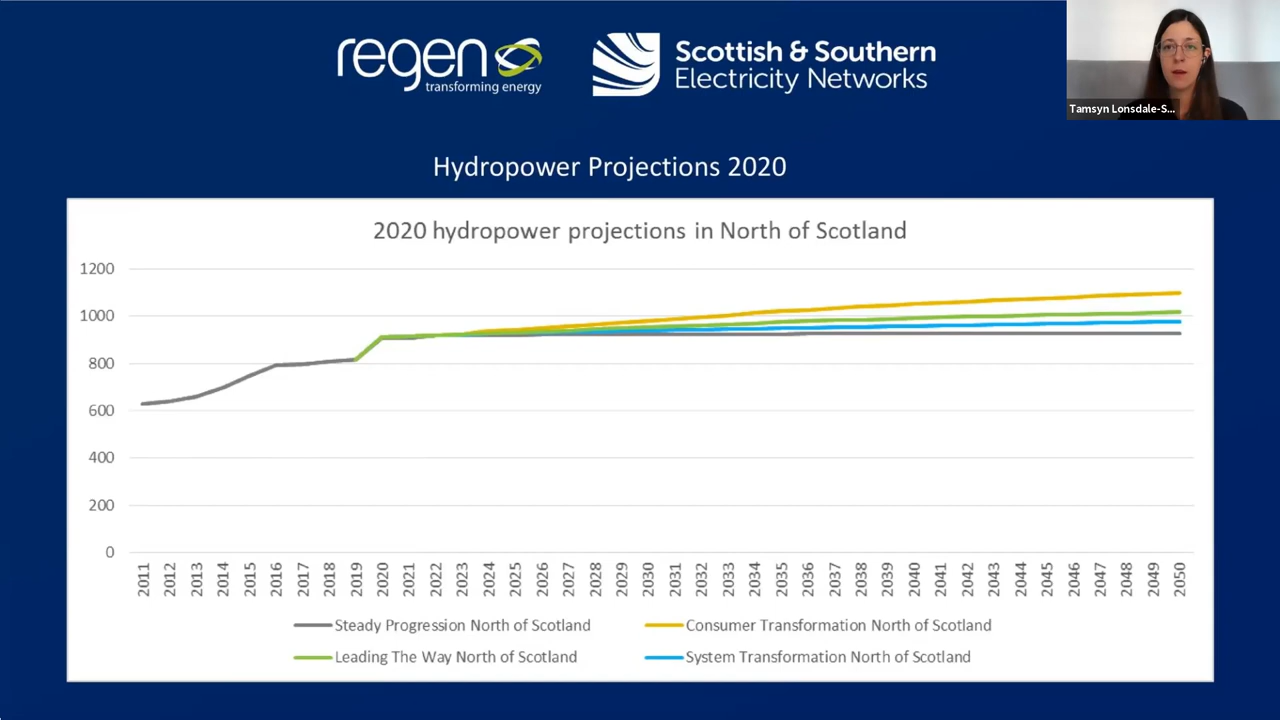 regen
transforming energy
Scottish & Southern
Electricity Networks
Tamsyn Lonsdale-S...
Hydropower Projections 2020
2020 hydropower projections in North of Scotland
1200
1000
800
600
400
200
0
2011 2012 2013 2014 2015 2016 2017 2018 2019 2020 2021 2022 2023 2024 2025 2026 2027 2028 2029 2030 2031 2032 2033 2034 2035 2036 2037 2038 2039 2040 2041 2042 2043 2044 2045 2046 2047 2048 2049 2050
Steady Progression North of Scotland
Consumer Transformation North of Scotland
Leading The Way North of Scotland
System Transformation North of Scotland